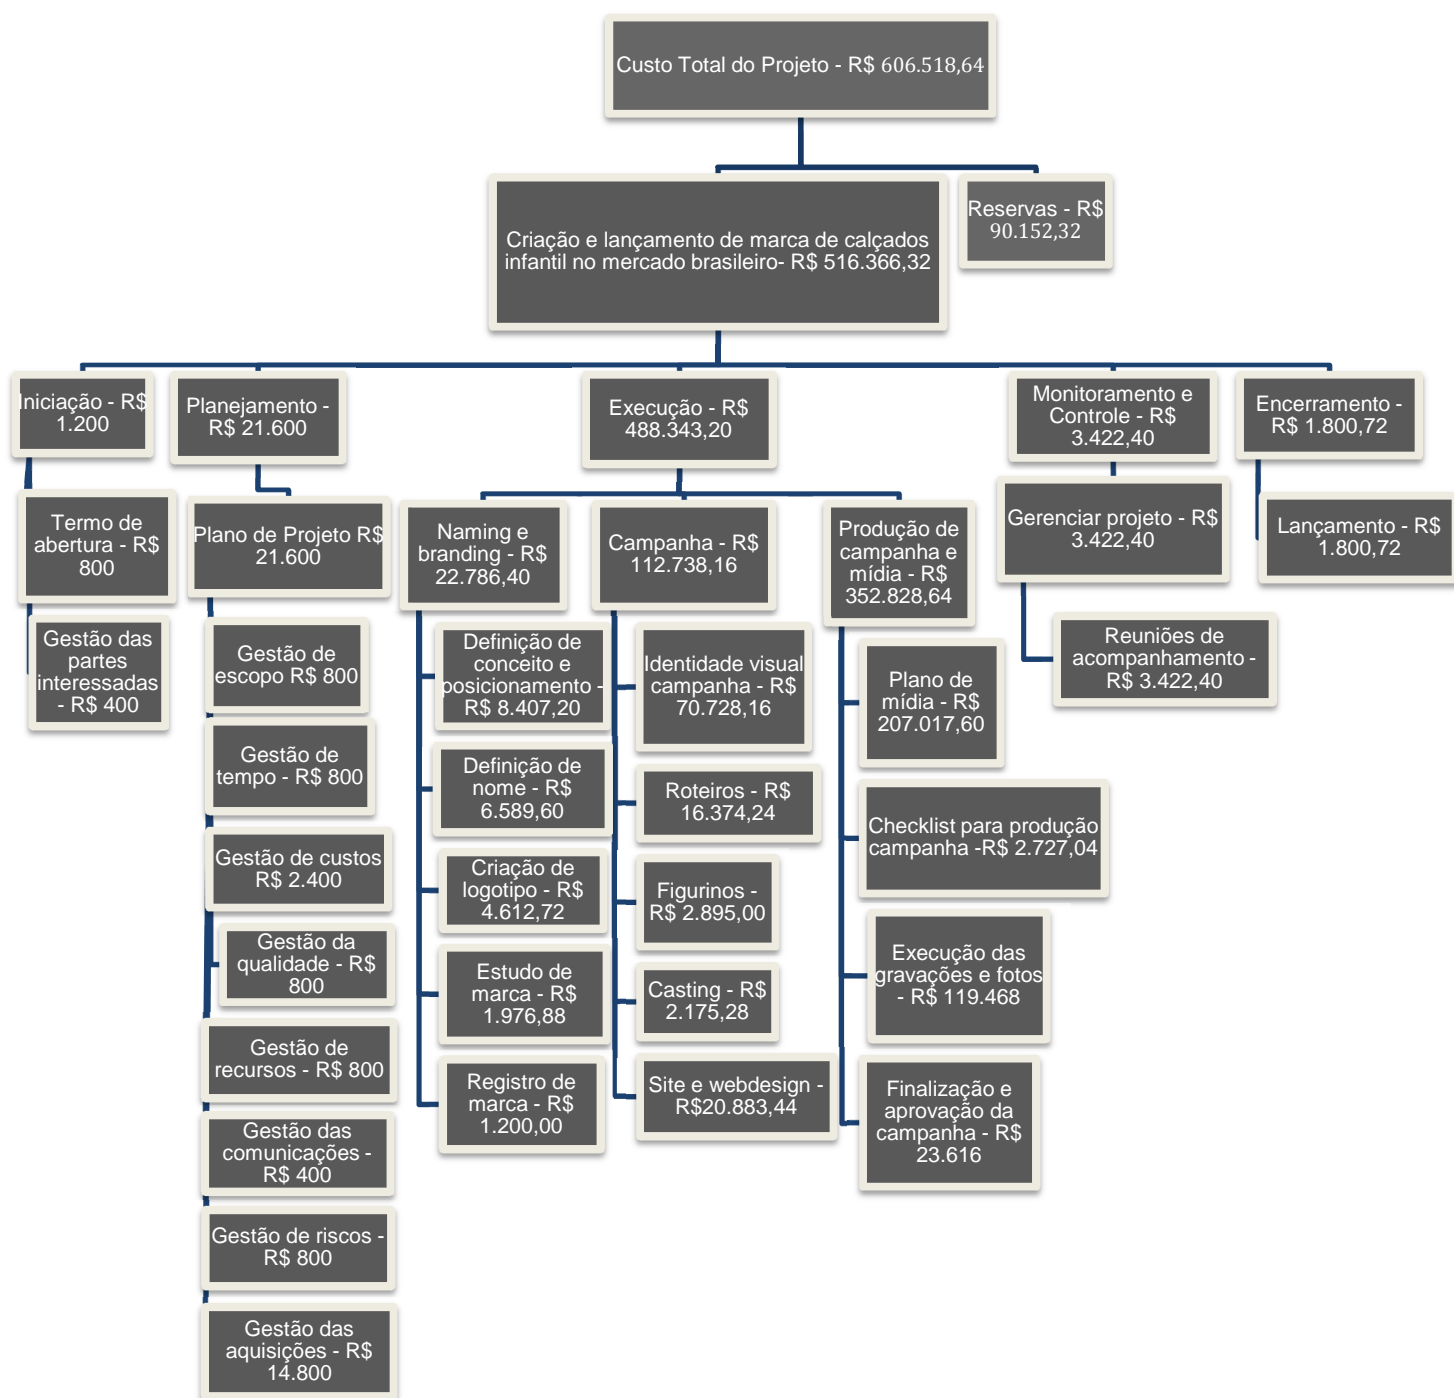 Custo Total do Projeto - R$ 606.518,64
Criação e lançamento de marca de calçados
infantil no mercado brasileiro- R$ 516.366,32
Reservas - R$
90.152,32
Iniciação - R$
1.200
Termo de
abertura - R$
800
Gestão das
partes
interessadas
- R$ 400
Planejamento -
R$ 21.600
Plano de Projeto R$
21.600
Gestão de
escopo R$ 800
Gestão de
tempo - R$ 800
Gestão de custos
R$ 2.400
Gestão da
qualidade - R$
800
Gestão de
recursos - R$ 800
Gestão das
comunicações -
R$ 400
Gestão de riscos -
R$ 800
Gestão das
aquisições - R$
14.800
Execução - R$
488.343,20
Naming e
branding - R$
22.786,40
Definição de
conceito e
posicionamento -
R$ 8.407,20
Definição de
nome - R$
6.589,60
Criação de
logotipo - R$
4.612,72
Estudo de
marca - R$
1.976,88
Registro de
marca - R$
1.200,00
Campanha - R$
112.738,16
Identidade visual
campanha - R$
70.728,16
Roteiros - R$
16.374,24
Figurinos -
R$ 2.895,00
Casting - R$
2.175,28
Site e webdesign -
R$20.883,44
Produção de
campanha e
mídia - R$
352.828,64
Plano de
mídia - R$
207.017,60
Checklist para produção
campanha -R$ 2.727,04
Execução das
gravações e fotos
- R$ 119.468
Finalização e
aprovação da
campanha - R$
23.616
Monitoramento e
Controle - R$
3.422,40
Gerenciar projeto - R$
3.422,40
Reuniões de
acompanhamento -
R$ 3.422,40
Encerramento -
R$ 1.800,72
Lançamento - R$
1.800,72